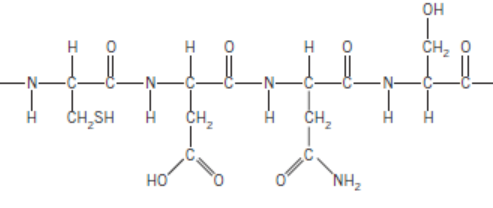 OH
H O H O H O CH₂ O
N C C N C C N C C N C C
H CH₂SH H CH₂ H CH₂ H H
C C
HO O O NH₂